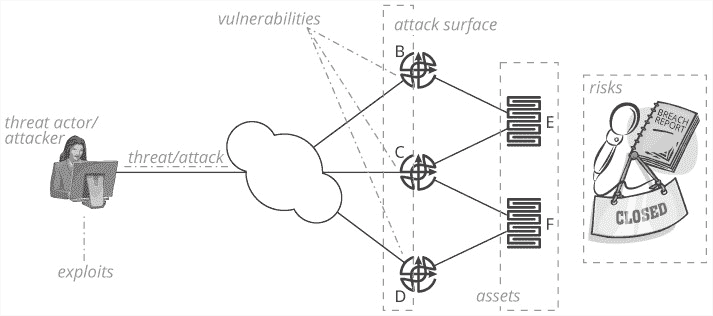 vulnerabilities
attack surface
B
threat actor/
attacker
threat/attack
C
E
risks
BREACH
REPORT
CLOSED
F
exploits
D
assets